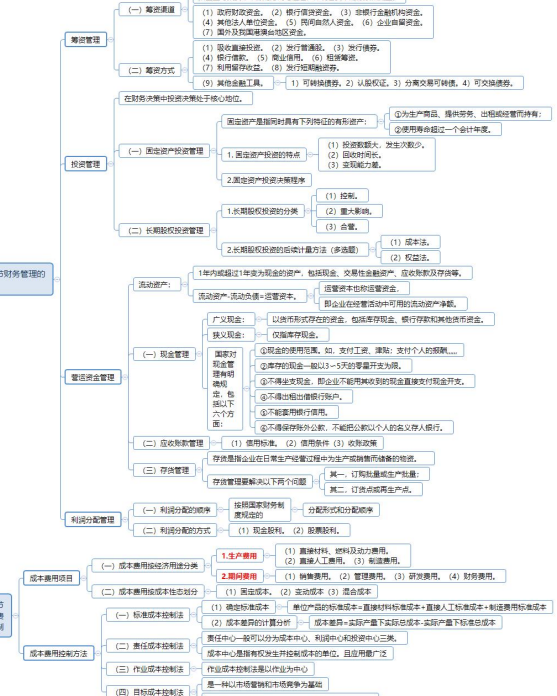 （一）筹资渠道
（1）政府财政资金。（2）银行信贷资金。（3）非银行金融机构资金。
（4）其他法人单位资金。（5）民间自然人资金。（6）企业自留资金。
（7）国外及我国港澳台地区资金。
筹资管理
（二）筹资方式
（1）吸收直接投资。（2）发行普通股。（3）发行债券。
（4）银行借款。（5）商业信用。（6）租赁筹资。
（7）利用留存收益。（8）发行短期融资券。
（9）其他金融工具。
1）可转换债券。2）认股权证。3）分离交易可转债。4）可交换债券。
投资管理
在财务决策中投资决策处于核心地位。
（一）固定资产投资管理
固定资产是指同时具有下列特征的有形资产；
①为生产商品、提供劳务、出租或经营而持有；
②使用寿命超过一个会计年度。
1. 固定资产投资的特点
（1）投资数额大，发生次数少。
（2）回收时间长。
（3）变现能力差。
2.固定资产投资决策程序
（二）长期股权投资管理
1.长期股权投资的分类
（1）控制。
（2）重大影响。
（3）合营。
2.长期股权投资的后续计量方法（多选题）
（1）成本法。
（2）权益法。
财务管理的
营运资金管理
流动资产；
1年内或超过1年变为现金的资产，包括现金、交易性金融资产、应收账款及存货等。
流动资产-流动负债=运营资本。
运营资本也称运营资金，
即企业在经营活动中可用的流动资产净额。
（一）现金管理
广义现金：
以货币形式存在的资金，包括库存现金、银行存款和其他货币资金。
狭义现金：
仅指库存现金。
国家对
现金管
理有明
确规
定，包
括以下
六个方
面：
①现金的使用范围。如，支付工资、津贴；支付个人的报酬......
②库存的现金一般以3～5天的零星开支为限。
③不得坐支现金，即企业不能用其收到的现金直接支付现金开支。
④不得出租出借银行账户。
⑤不能套用银行信用。
⑥不得保存账外公款，不能把公款以个人的名义存入银行。
（二）应收账款管理
（1）信用标准。（2）信用条件（3）收账政策
（三）存货管理
存货是指企业在日常生产经营过程中为生产或销售而储备的物资。
存货管理要解决以下两个问题
其一，订购批量或生产批量；
其二，订货点或再生产点。
利润分配管理
（一）利润分配的顺序
按照国家财务制
度规定的
分配形式和分配顺序
（二）利润分配的方式
（1）现金股利。（2）股票股利。
成本费用项目
（一）成本费用按经济用途分类
1.生产费用
（1）直接材料、燃料及动力费用。
（2）直接人工费用。（3）制造费用。
2.期间费用
（1）销售费用。（2）管理费用。（3）研发费用。（4）财务费用。
（二）成本费用按成本性态划分
（1）固定成本。（2）变动成本（3）混合成本
成本费用控制方法
（一）标准成本控制法
（1）确定标准成本
单位产品的标准成本=直接材料标准成本+直接人工标准成本+制造费用标准成本
（2）成本差异的计算分析
成本差异=实际产量下实际总成本-实际产量下标准总成本
（二）责任成本控制法
责任中心一般可以分为成本中心、利润中心和投资中心三类。
成本中心是指有权发生并控制成本的单位。且应用最广泛
（三）作业成本控制法
作业成本控制法是以作业为中心
（四）目标成本控制法
是一种以市场营销和市场竞争为基础